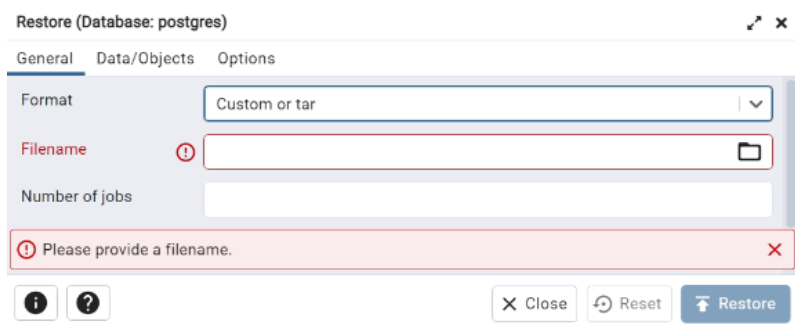 Restore (Database: postgres)
General Data/Objects Options
Format Custom or tar
Filename
Number of jobs
Please provide a filename.
Close Reset Restore